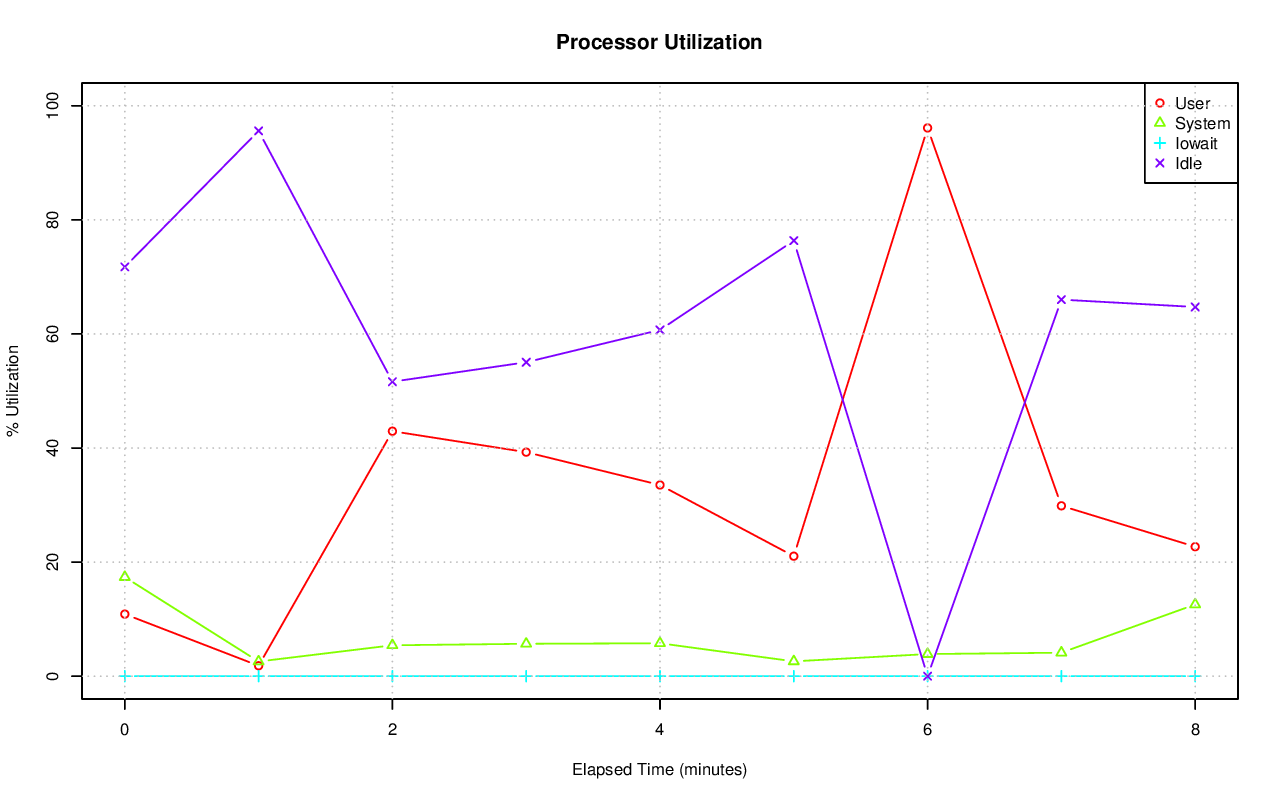 Processor Utilization
User
System
Iowait
Idle
% Utilization
100
80
60
40
20
0
0 2 4 6 8
Elapsed Time (minutes)